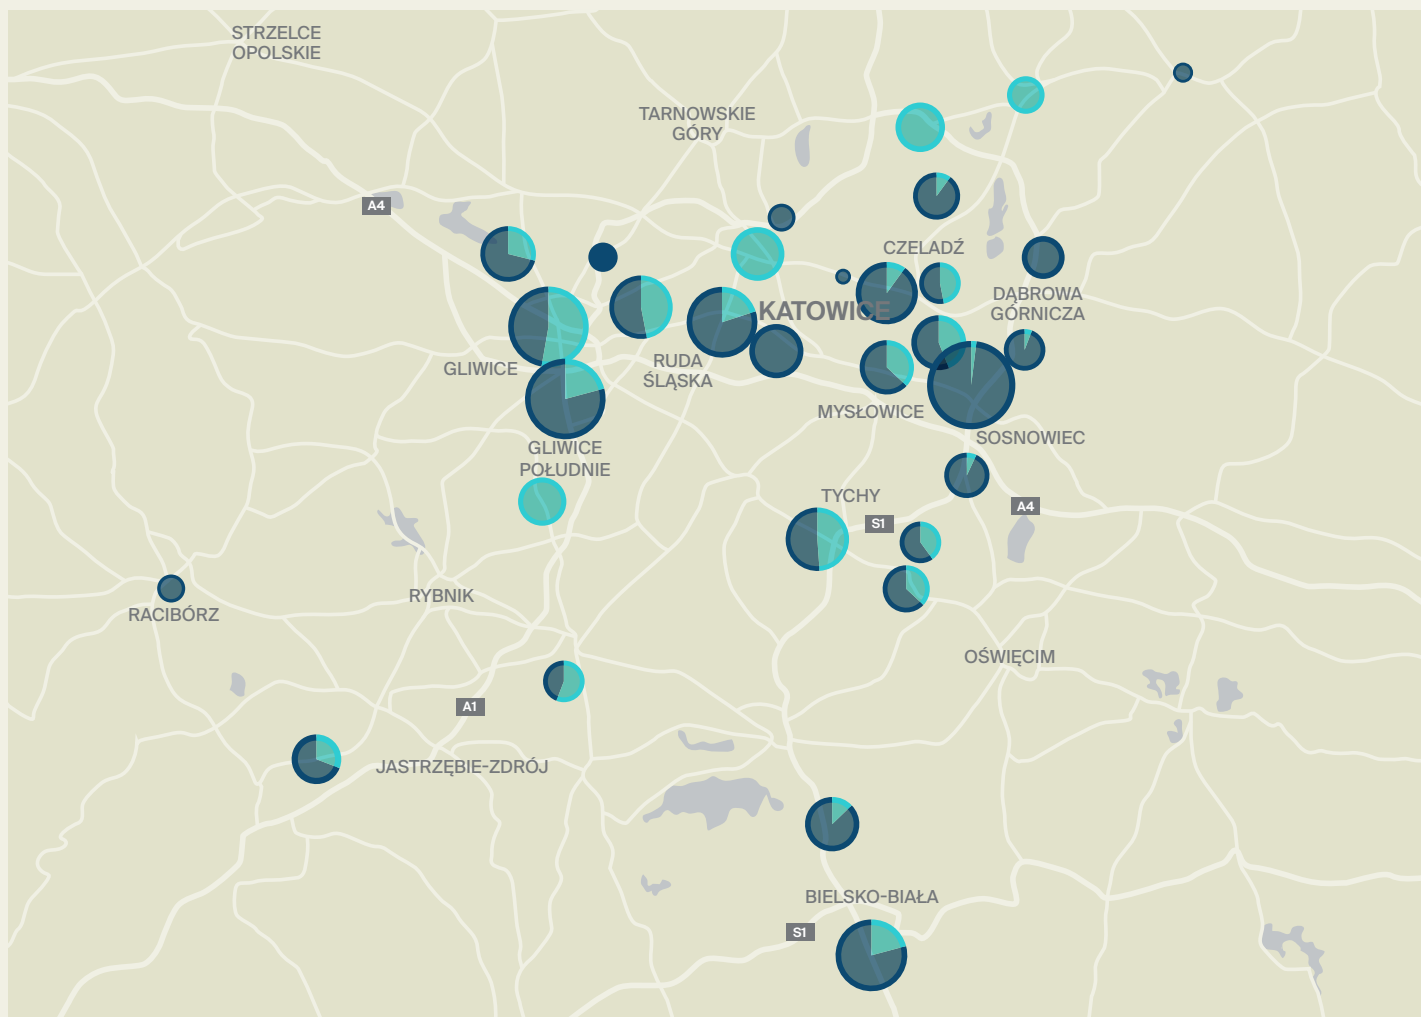 STRZELCE
OPOLSKIE
TARNOWSKIE
GÓRY
A4
CZELADŹ
DĄBROWA
GÓRNICZA
KATOWICE
GLIWICE
RUDA
ŚLĄSKA
MYSŁOWICE
SOSNOWIEC
GLIWICE
POŁUDNIE
TYCHY
A4
S1
RYBNIK
RACIBÓRZ
OŚWIĘCIM
A1
JASTRZĘBIE-ZDRÓJ
BIELSKO-BIAŁA
S1